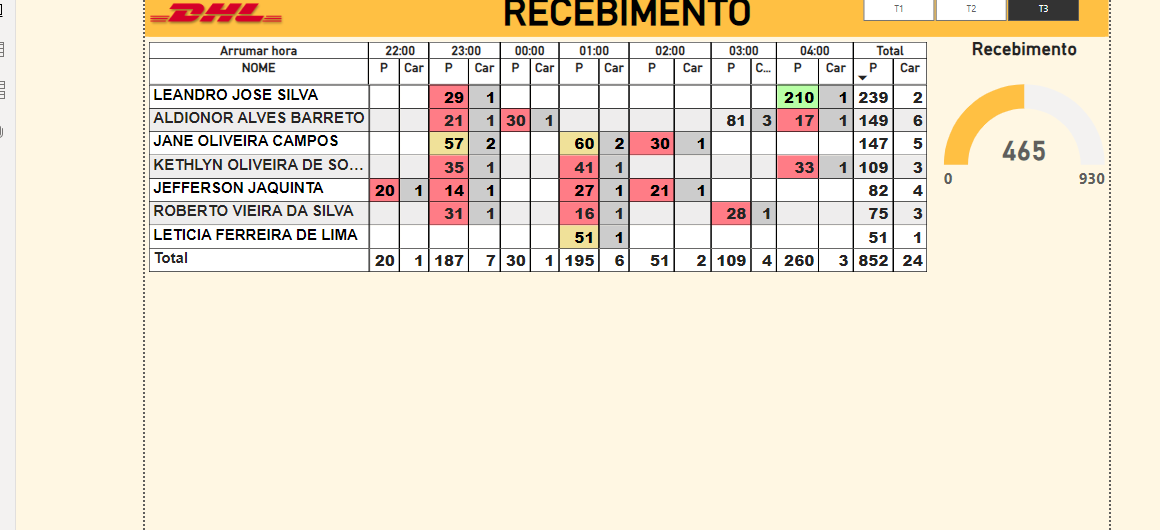 DHL RECEBIMENTO T1 T2 T3
Arrumar hora 22:00 23:00 00:00 01:00 02:00 03:00 04:00 Total
NOME P Car P Car P Car P Car P Car P C... P Car P Car
LEANDRO JOSE SILVA 29 1 210 1 239 2
ALDIONOR ALVES BARRETO 21 1 30 1 81 3 17 1 149 6
JANE OLIVEIRA CAMPOS 57 2 60 2 30 1 147 5
KETHLYN OLIVEIRA DE SO... 35 1 41 1 33 1 109 3
JEFFERSON JAQUINTA 20 1 14 1 27 1 21 1 82 4
ROBERTO VIEIRA DA SILVA 31 1 16 1 28 1 75 3
LETICIA FERREIRA DE LIMA 51 1 51 1
Total 20 1 187 7 30 1 195 6 51 2 109 4 260 3 852 24
Recebimento
465
0 930